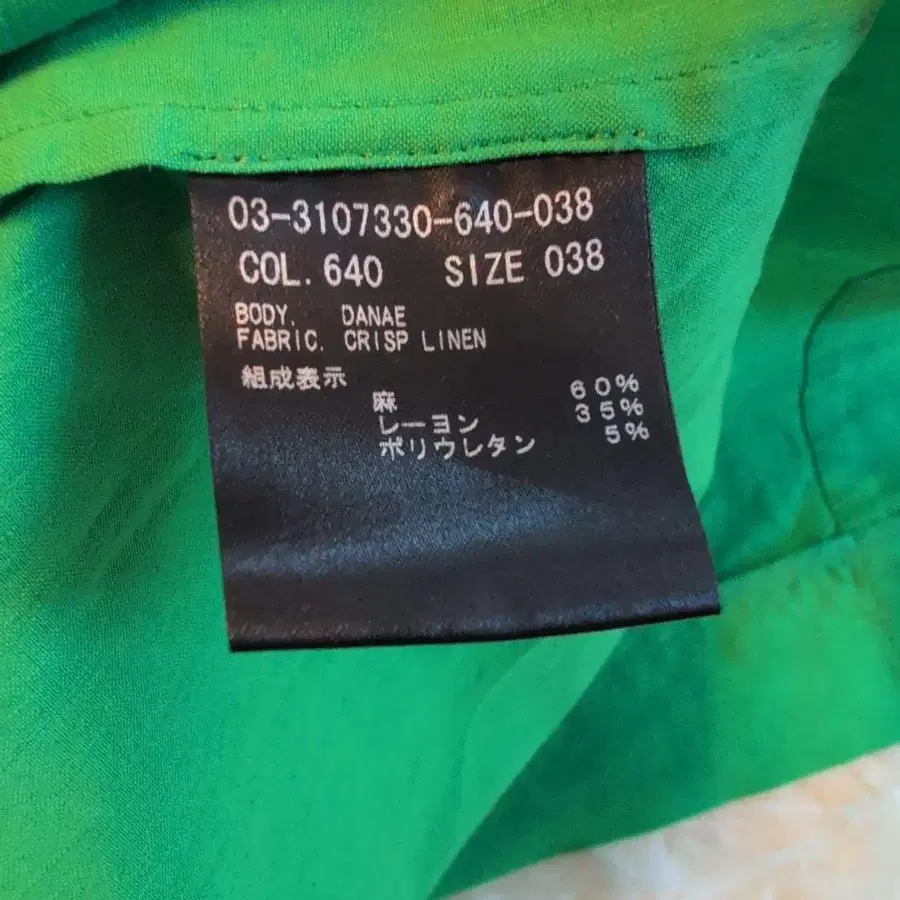 03-3107330-640-038
COL. 640 SIZE 038
BODY. DANAE
FABRIC. CRISP LINEN
組成表示
麻 60%
レーヨン 35%
ポリウレタン 5%